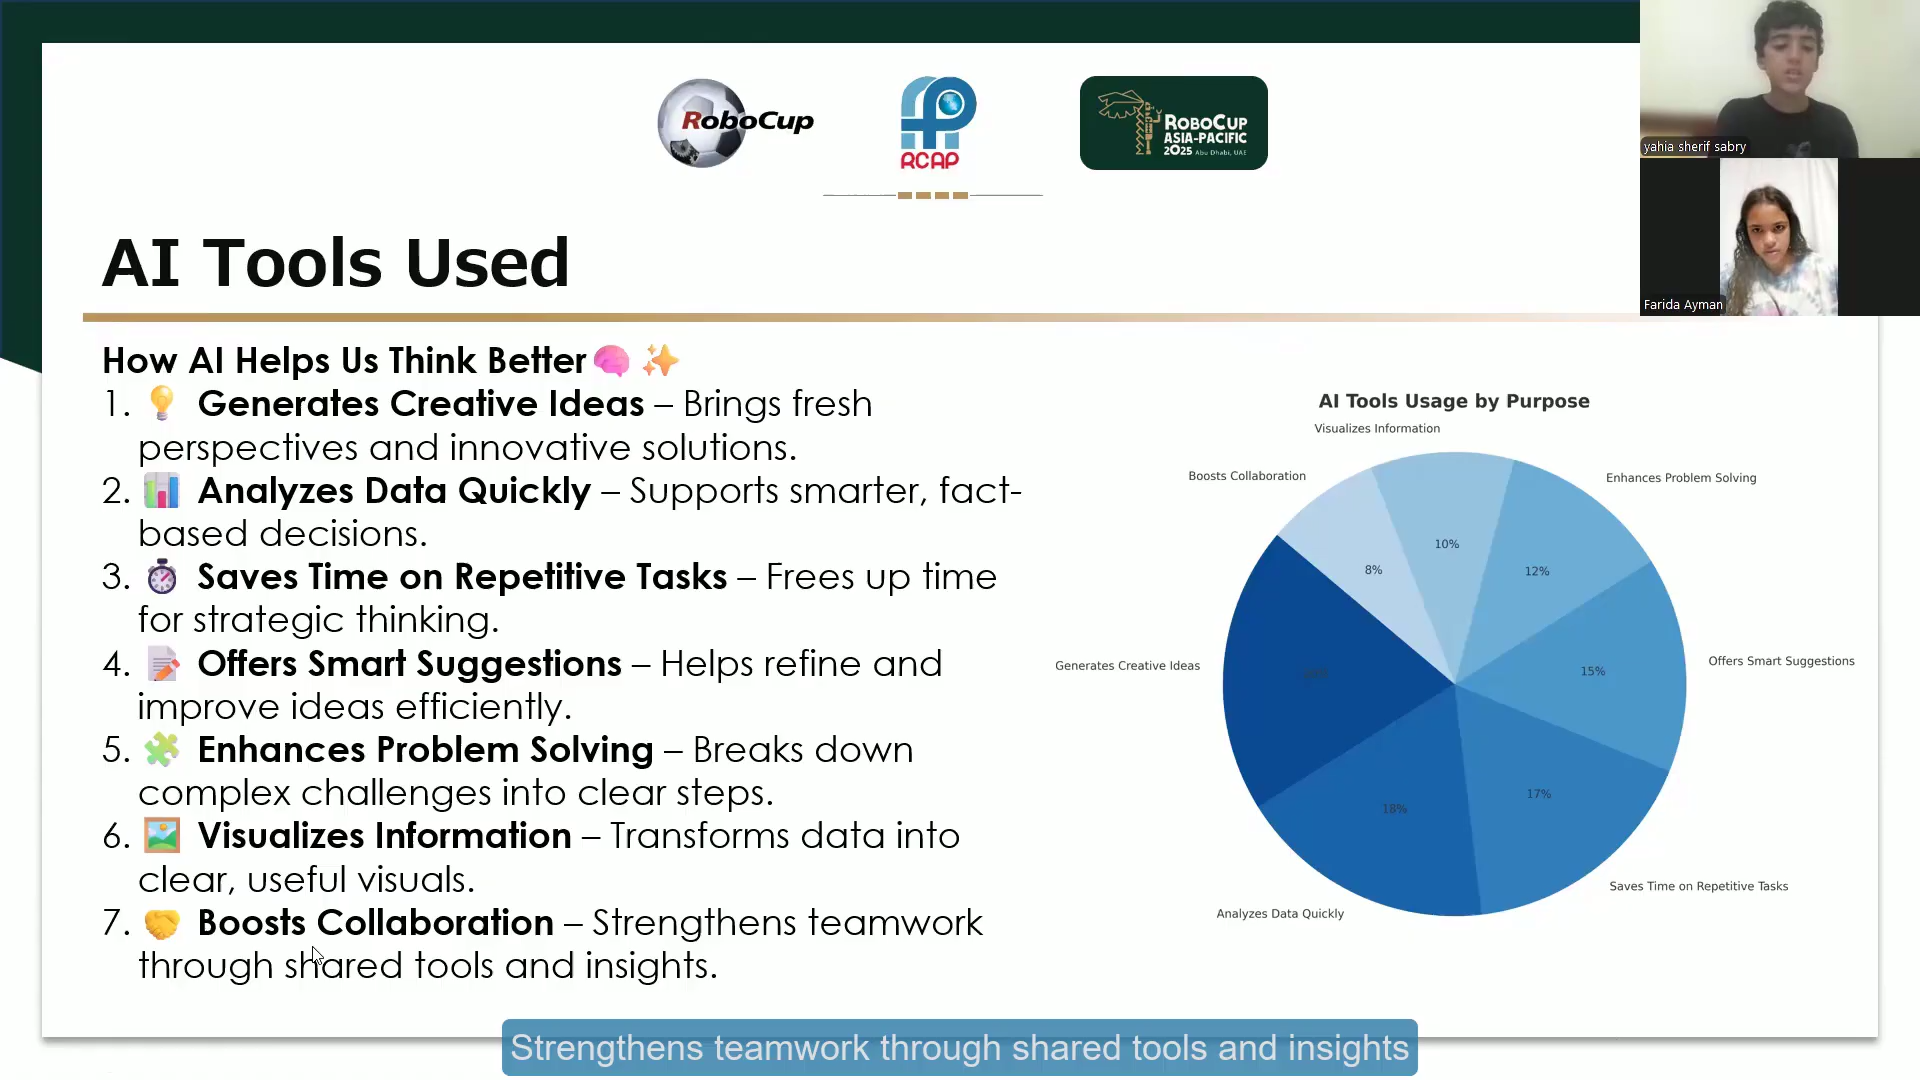 RoboCup
RCAP
RoboCup
Asia-Pacific
2025 Abu Dhabi, UAE
yahia sherif sabry
Farida Ayman
AI Tools Used
How AI Helps Us Think Better
1. Generates Creative Ideas – Brings fresh
perspectives and innovative solutions.
2. Analyzes Data Quickly – Supports smarter, fact-
based decisions.
3. Saves Time on Repetitive Tasks – Frees up time
for strategic thinking.
4. Offers Smart Suggestions – Helps refine and
improve ideas efficiently.
5. Enhances Problem Solving – Breaks down
complex challenges into clear steps.
6. Visualizes Information – Transforms data into
clear, useful visuals.
7. Boosts Collaboration – Strengthens teamwork
through shared tools and insights.
AI Tools Usage by Purpose
Visualizes Information
Boosts Collaboration
Enhances Problem Solving
10%
8%
12%
Generates Creative Ideas
Offers Smart Suggestions
15%
17%
18%
Saves Time on Repetitive Tasks
Analyzes Data Quickly
Strengthens teamwork through shared tools and insights